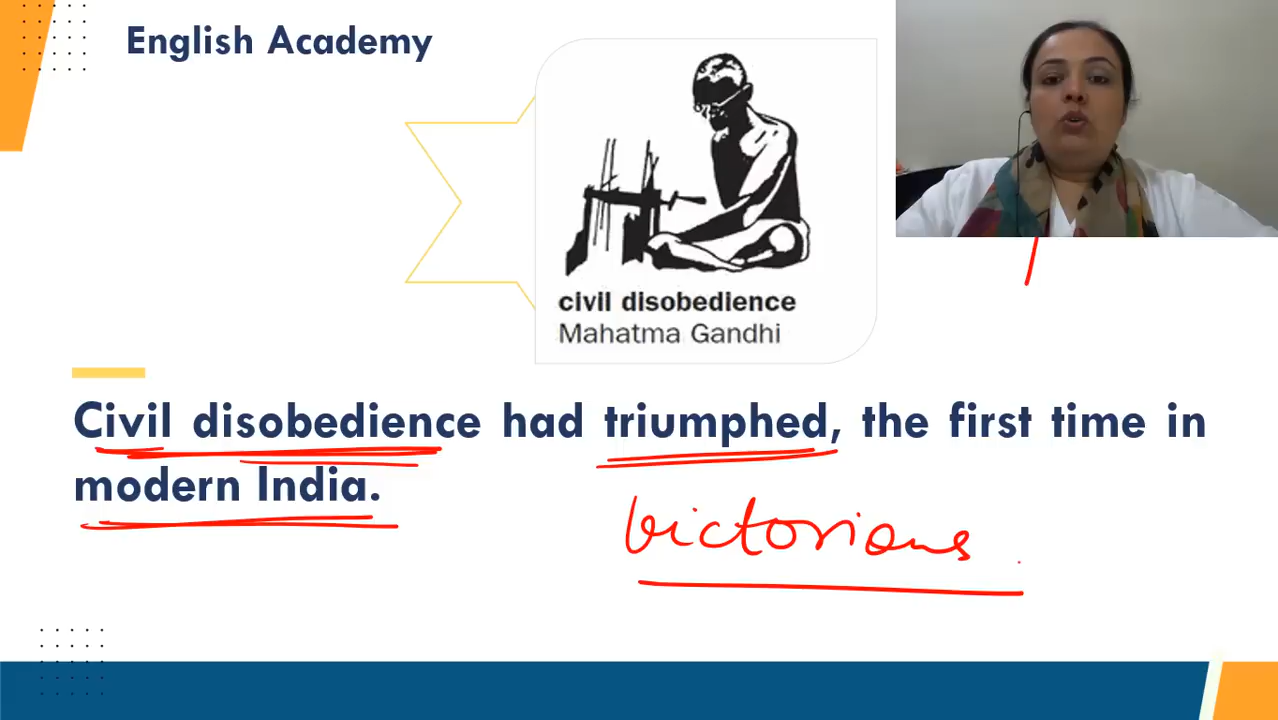 English Academy
civil disobedience
Mahatma Gandhi
Civil disobedience had triumphed, the first time in
modern India.
victorious